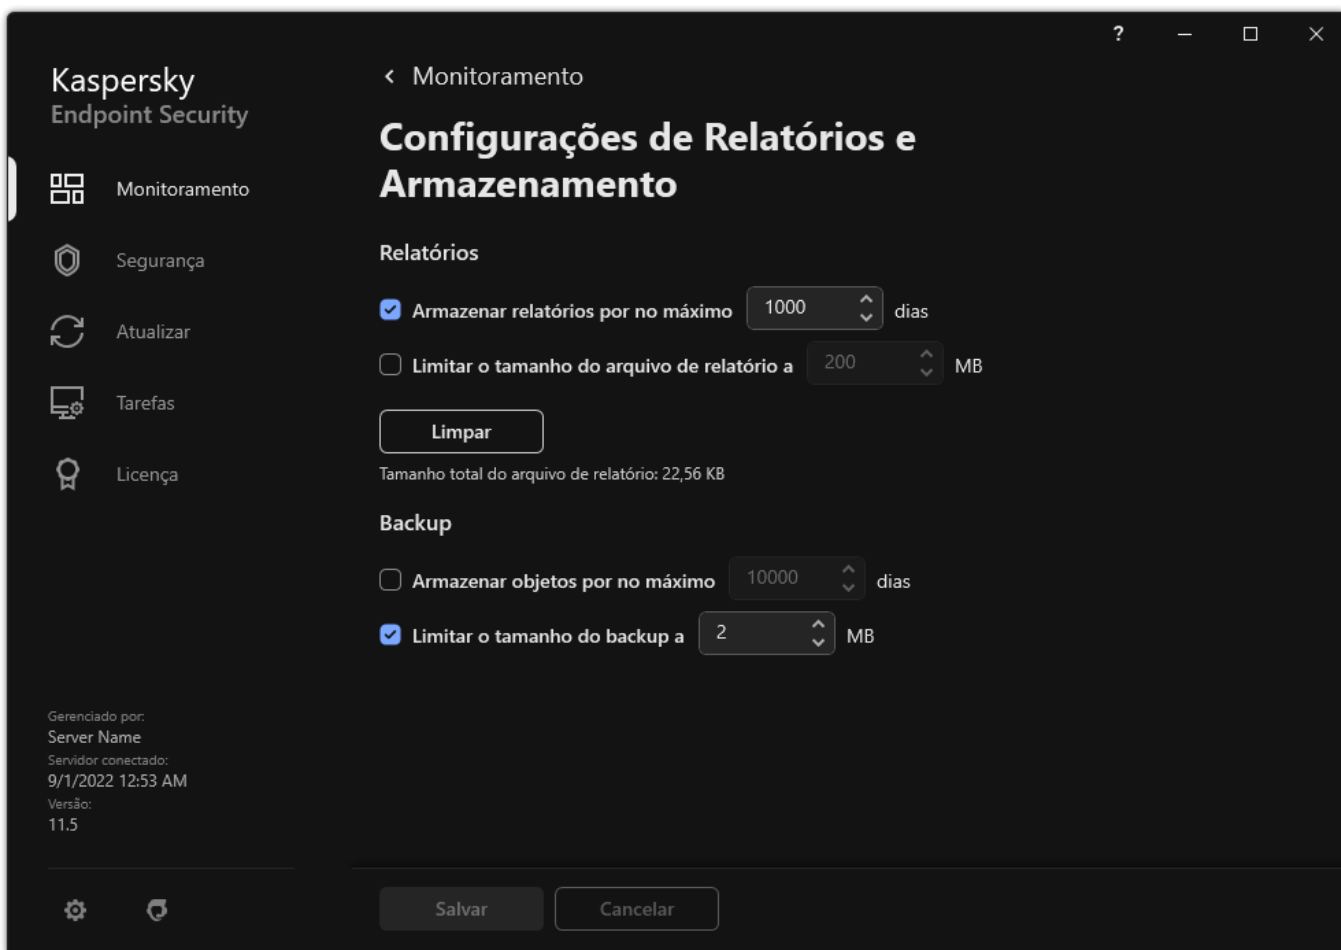 ?
Kaspersky
Endpoint Security
Monitoramento
Segurança
Atualizar
Tarefas
Licença
Gerenciado por:
Server Name
Servidor conectado:
9/1/2022 12:53 AM
Versão:
11.5
Monitoramento
Configurações de Relatórios e
Armazenamento
Relatórios
Armazenar relatórios por no máximo 1000 dias
Limitar o tamanho do arquivo de relatório a 200 MB
Limpar
Tamanho total do arquivo de relatório: 22,56 KB
Backup
Armazenar objetos por no máximo 10000 dias
Limitar o tamanho do backup a 2 MB
Salvar Cancelar